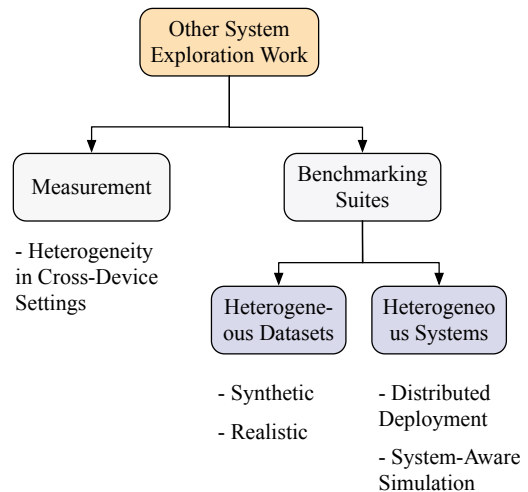 Other System
Exploration Work
Measurement
Benchmarking
Suites
- Heterogeneity
in Cross-Device
Settings
Heterogene-
ous Datasets
Heterogeneo
us Systems
- Synthetic
- Realistic
- Distributed
Deployment
- System-Aware
Simulation